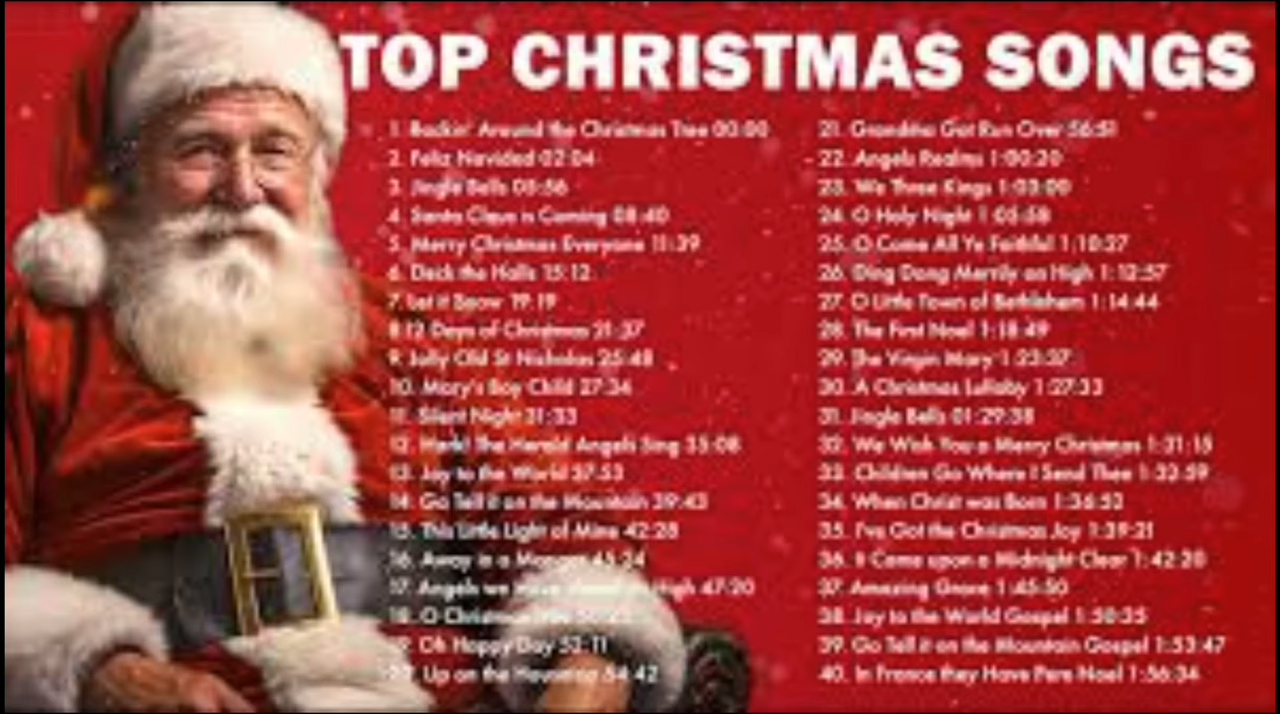 TOP CHRISTMAS SONGS
1. Rockin' Around the Christmas Tree 00:00
2. Feliz Navidad 02:04
3. Jingle Bells 05:56
4. Santa Claus is Coming 08:40
5. Merry Christmas Everyone 11:39
6. Deck the Halls 15:12
7. Let it Snow 19:19
8 12 Days of Christmas 21:37
9. Jolly Old St Nicholas 25:48
10. Mary's Boy Child 27:34
11. Silent Night 31:33
12. Hark! The Herald Angels Sing 35:08
13. Joy to the World 37:53
14. Go Tell it on the Mountain 39:43
15. This Little Light of Mine 42:28
16. Away in a Manger 45:24
17. Angels we High 47:20
18. O Christmas
19. Oh Happy Day 52:11
Up on the 54:42
21. Grandma Got Run Over 56:51
22. Angels Realms 1:00:20
23. We Three Kings 1:03:00
24. O Holy Night 1 05:58
25. O Come All Ye Faithful 1:10:27
26. Ding Dong Merrily on High 1:12:57
27. O Little Town of Bethlehem 1:14:44
28. The First Noel 1:18:49
29. The Virgin Mary 1:23:37
30. A Christmas Lullaby 1:27:33
31. Jingle Bells 01:29:38
32. We Wish You a Merry Christmas 1:31:15
33. Children Go Where I Send Thee 1:33:59
34. When Christ was Born 1:36:52
35. I've Got the Christmas Joy 1:39:21
36. It Came upon a Midnight Clear 1:42:20
37. Amazing Grace 1:45:50
38. Joy to the World Gospel 1:50:25
39. Go Tell it on the Mountain Gospel 1:53:47
40. In France they Have Pere Noel 1:56:34